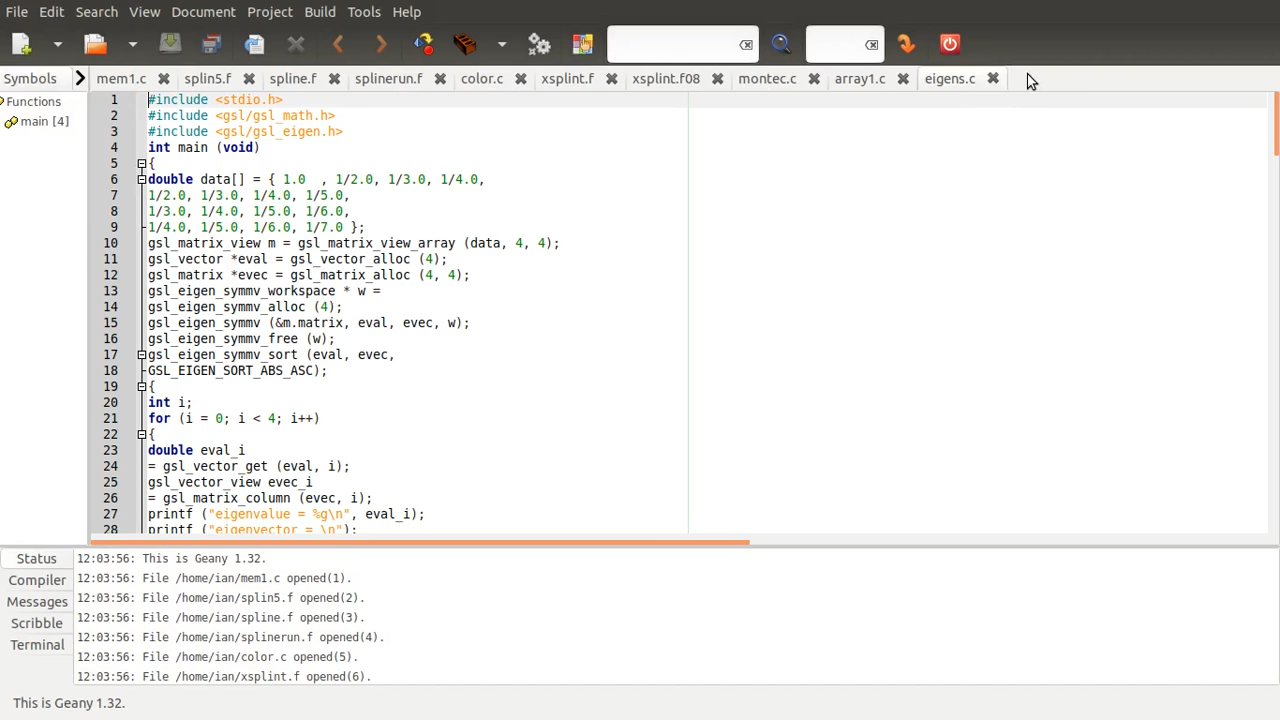 File Edit Search View Document Project Build Tools Help
Symbols mem1.c splin5.f spline.f splinerun.f color.c xsplint.f xsplint.f08 montec.c array1.c eigens.c
Functions
main [4]
1 #include <stdio.h>
2 #include <gsl/gsl_math.h>
3 #include <gsl/gsl_eigen.h>
4 int main (void)
5 {
6 double data[] = { 1.0  , 1/2.0, 1/3.0, 1/4.0,
7 1/2.0, 1/3.0, 1/4.0, 1/5.0,
8 1/3.0, 1/4.0, 1/5.0, 1/6.0,
9 1/4.0, 1/5.0, 1/6.0, 1/7.0 };
10 gsl_matrix_view m = gsl_matrix_view_array (data, 4, 4);
11 gsl_vector *eval = gsl_vector_alloc (4);
12 gsl_matrix *evec = gsl_matrix_alloc (4, 4);
13 gsl_eigen_symmv_workspace * w =
14 gsl_eigen_symmv_alloc (4);
15 gsl_eigen_symmv (&m.matrix, eval, evec, w);
16 gsl_eigen_symmv_free (w);
17 gsl_eigen_symmv_sort (eval, evec,
18 GSL_EIGEN_SORT_ABS_ASC);
19 {
20 int i;
21 for (i = 0; i < 4; i++)
22 {
23 double eval_i
24 = gsl_vector_get (eval, i);
25 gsl_vector_view evec_i
26 = gsl_matrix_column (evec, i);
27 printf ("eigenvalue = %g\n", eval_i);
28 printf ("eigenvector = \n");
Status
Compiler
Messages
Scribble
Terminal
12:03:56: This is Geany 1.32.
12:03:56: File /home/ian/mem1.c opened(1).
12:03:56: File /home/ian/splin5.f opened(2).
12:03:56: File /home/ian/spline.f opened(3).
12:03:56: File /home/ian/splinerun.f opened(4).
12:03:56: File /home/ian/color.c opened(5).
12:03:56: File /home/ian/xsplint.f opened(6).
This is Geany 1.32.